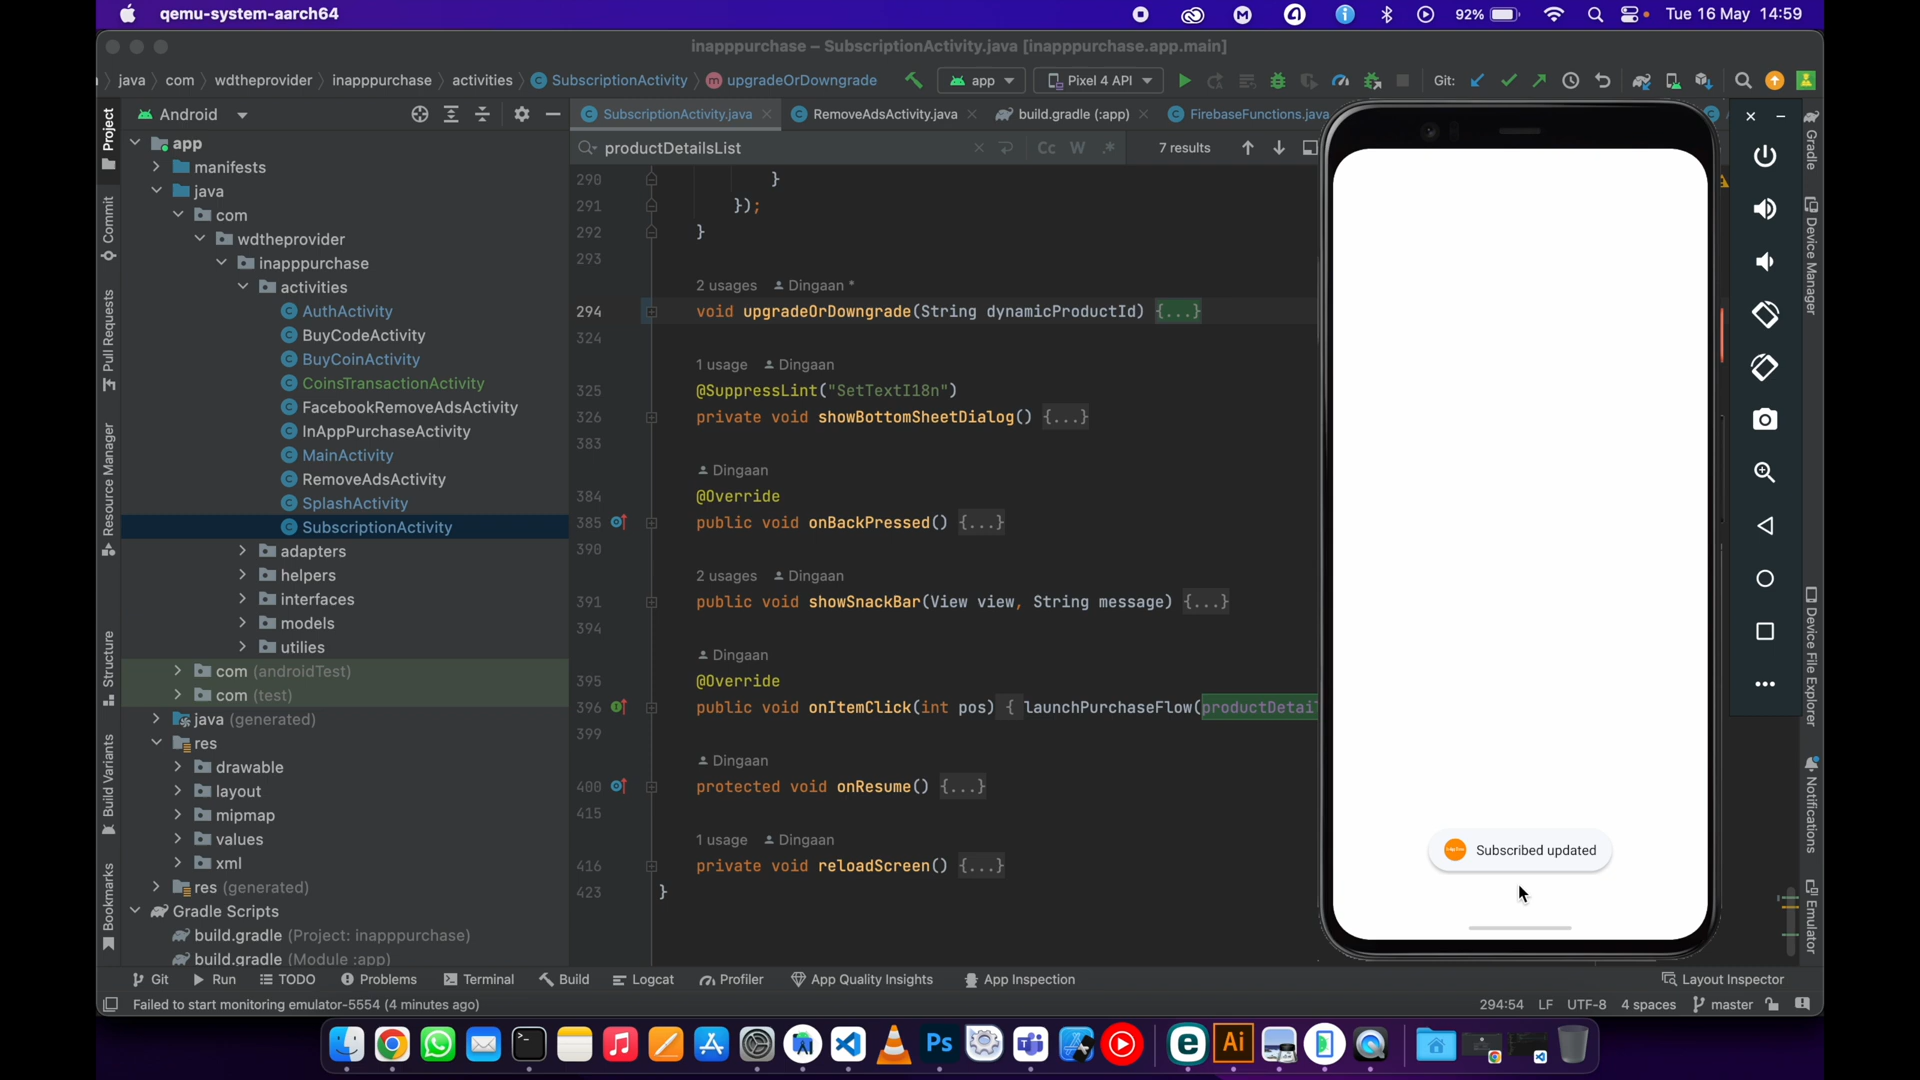 qemu-system-aarch64
92%
Tue 16 May 14:59
inapppurchase – SubscriptionActivity.java [inapppurchase.app.main]
java
com
wdtheprovider
inapppurchase
activities
SubscriptionActivity
upgradeOrDowngrade
app
Pixel 4 API
Git:
Project
Commit
Pull Requests
Resource Manager
Structure
Build Variants
Bookmarks
Android
app
manifests
java
com
wdtheprovider
inapppurchase
activities
AuthActivity
BuyCodeActivity
BuyCoinActivity
CoinsTransactionActivity
FacebookRemoveAdsActivity
InAppPurchaseActivity
MainActivity
RemoveAdsActivity
SplashActivity
SubscriptionActivity
adapters
helpers
interfaces
models
utilies
com (androidTest)
com (test)
java (generated)
res
drawable
layout
mipmap
values
xml
res (generated)
Gradle Scripts
build.gradle (Project: inapppurchase)
build.gradle (Module :app)
SubscriptionActivity.java
RemoveAdsActivity.java
build.gradle (:app)
FirebaseFunctions.java
productDetailsList
Cc
W
.*
7 results
290 }
291 });
292 }
293
2 usages Dingaan *
294 void upgradeOrDowngrade(String dynamicProductId) {...}
324
1 usage Dingaan
325 @SuppressLint("SetTextI18n")
326 private void showBottomSheetDialog() {...}
383
Dingaan
384 @Override
385 public void onBackPressed() {...}
390
2 usages Dingaan
391 public void showSnackBar(View view, String message) {...}
394
Dingaan
395 @Override
396 public void onItemClick(int pos) { launchPurchaseFlow(productDetail
399
Dingaan
400 protected void onResume() {...}
415
1 usage Dingaan
416 private void reloadScreen() {...}
423 }
Subscribed updated
Gradle
Device Manager
Device File Explorer
Notifications
Emulator
Git
Run
TODO
Problems
Terminal
Build
Logcat
Profiler
App Quality Insights
App Inspection
Layout Inspector
Failed to start monitoring emulator-5554 (4 minutes ago)
294:54
LF
UTF-8
4 spaces
master
Ps
Ai